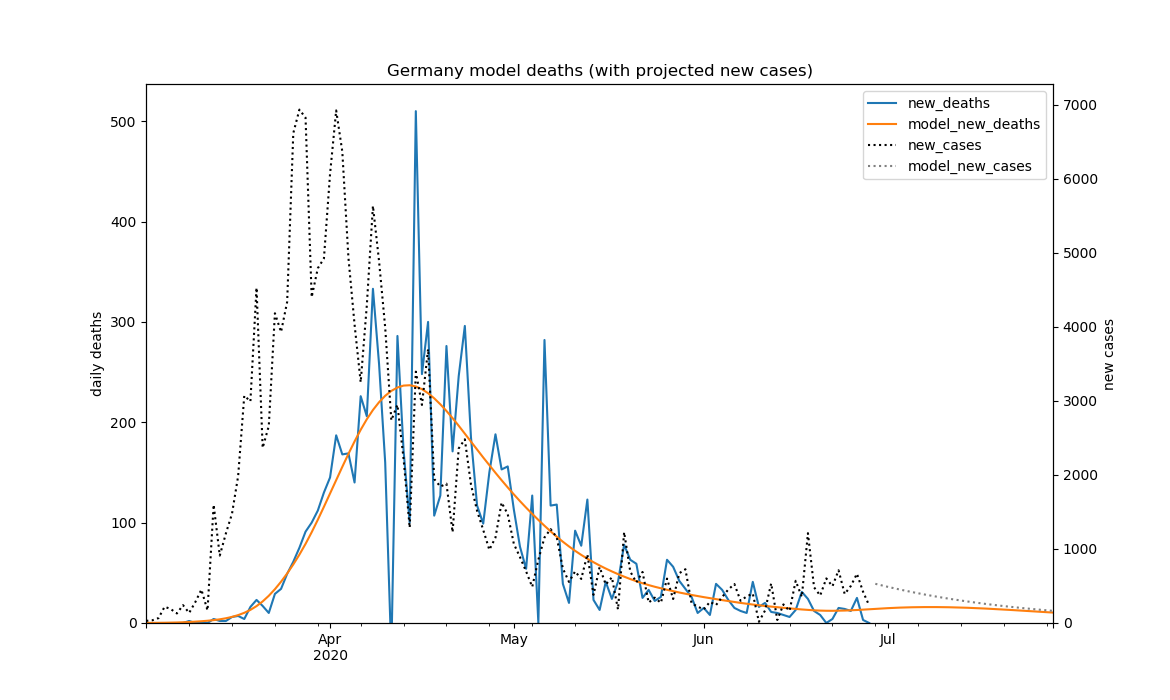 Germany model deaths (with projected new cases)
new_deaths
model_new_deaths
new_cases
model_new_cases
daily deaths
500
400
300
200
100
0
7000
6000
5000
4000
3000
2000
1000
0
new cases
Apr
2020
May
Jun
Jul